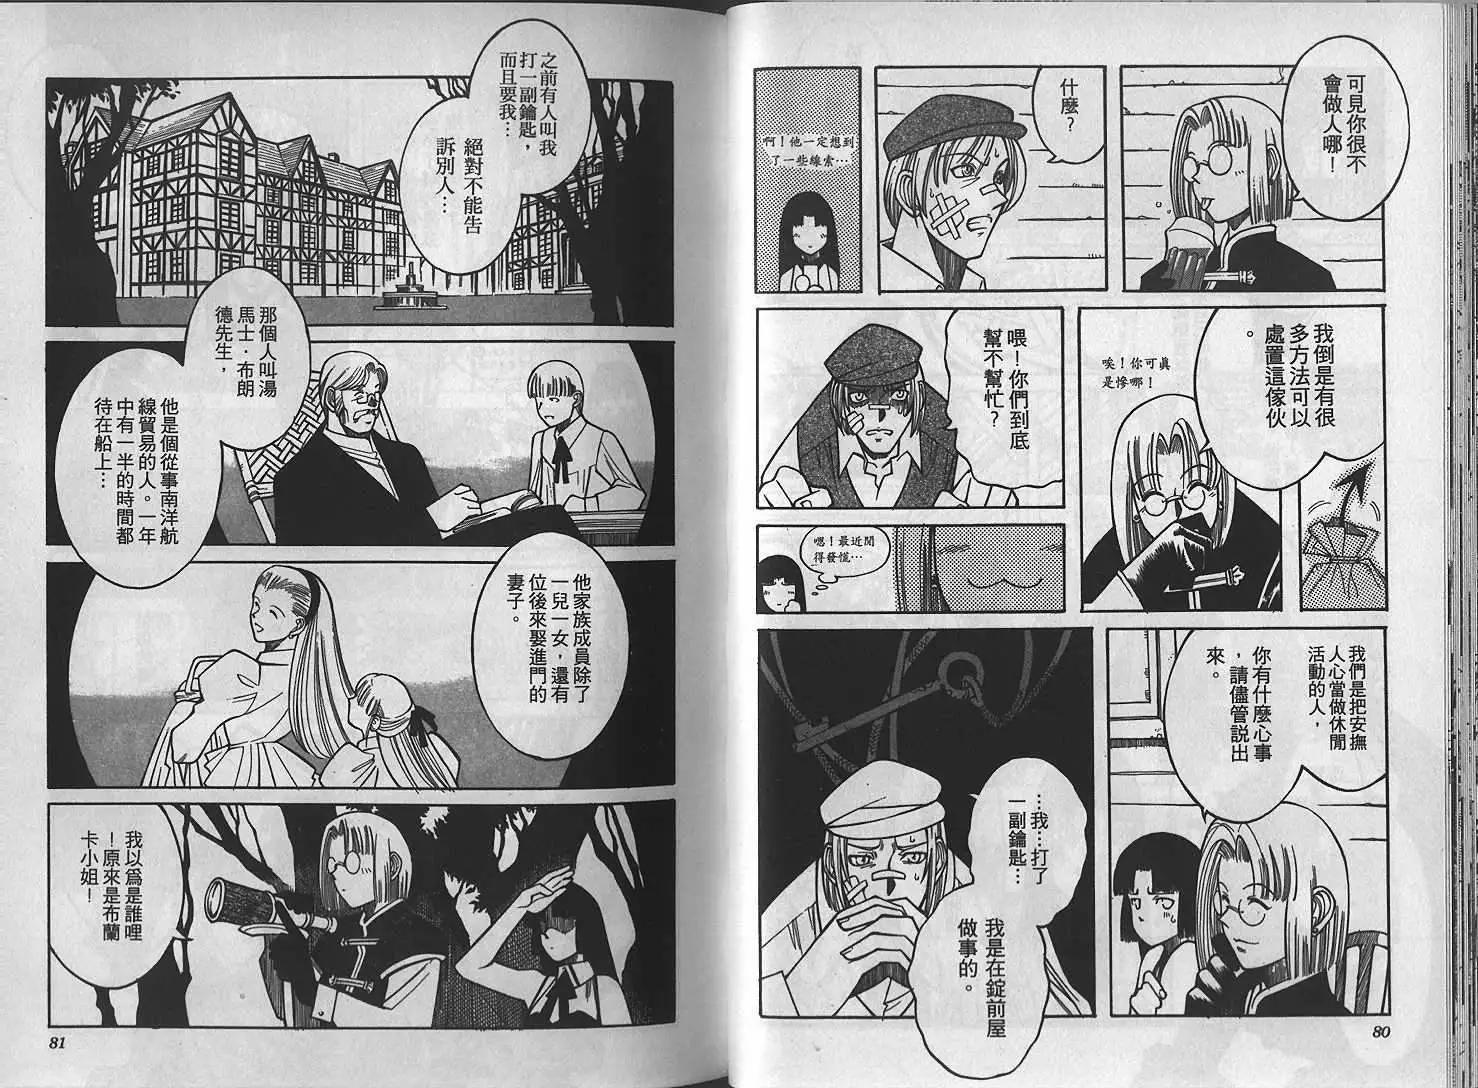 可見你很不
會做人哪！
什麼？
啊！他一定想到
了一些線索…
我倒是有很
多方法可以
處置這傢伙
。
唉！你可真
是慘哪！
喂！你們到底
幫不幫忙？
嗯！最近閒
得發慌…
我們是把安撫
人心當做休閒
活動的人，
你有什麼心事
，請儘管說出
來。
…我…打了
一副鑰匙…
我是在錠前屋
做事的。
80
之前有人叫我
打一副鑰匙，
而且要我…
絕對不能告
訴別人…
那個人叫湯
馬士．布朗
德先生，
他是個從事南洋航
線貿易的人。一年
中有一半的時間都
待在船上…
他家族成員除了
一兒一女，還有
位後來娶進門的
妻子。
我以為是誰哩
！原來是布蘭
卡小姐！
81